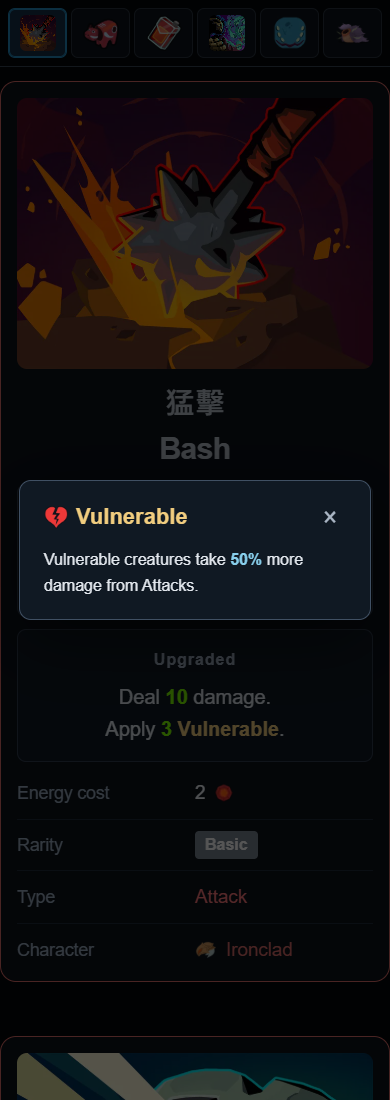 猛擊
Bash
Vulnerable ×
Vulnerable creatures take 50% more
damage from Attacks.
Upgraded
Deal 10 damage.
Apply 3 Vulnerable.
Energy cost 2
Rarity Basic
Type Attack
Character Ironclad